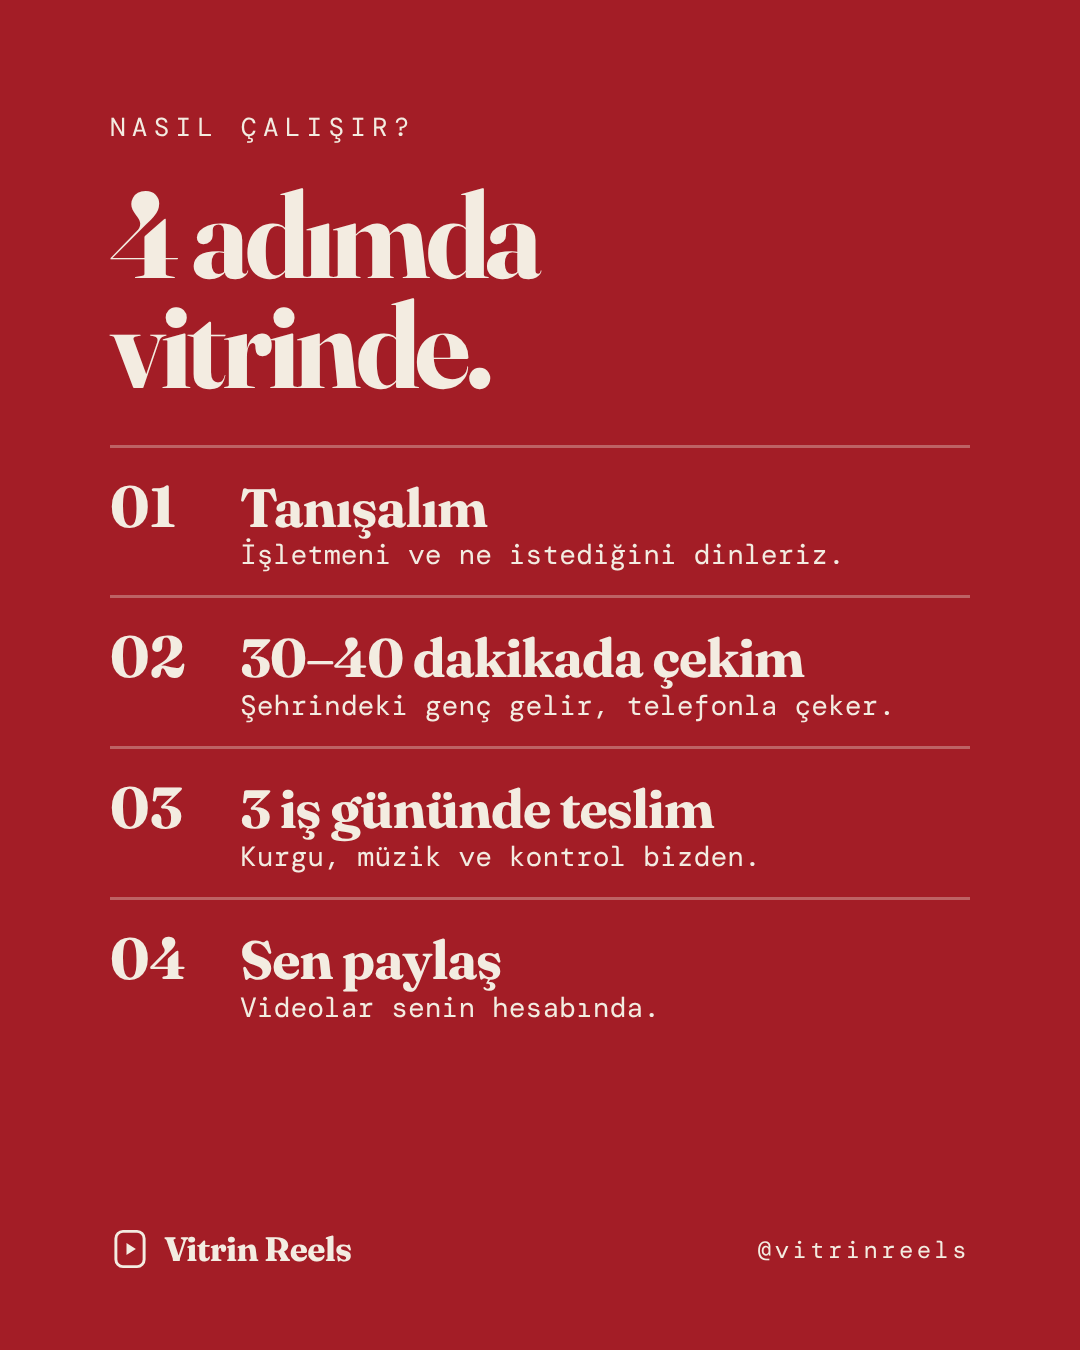 NASIL ÇALIŞIR?
4 adımda
vitrinde.
01 Tanışalım
İşletmeni ve ne istediğini dinleriz.
02 30–40 dakikada çekim
Şehrindeki genç gelir, telefonla çeker.
03 3 iş gününde teslim
Kurgu, müzik ve kontrol bizden.
04 Sen paylaş
Videolar senin hesabında.
Vitrin Reels @vitrinreels